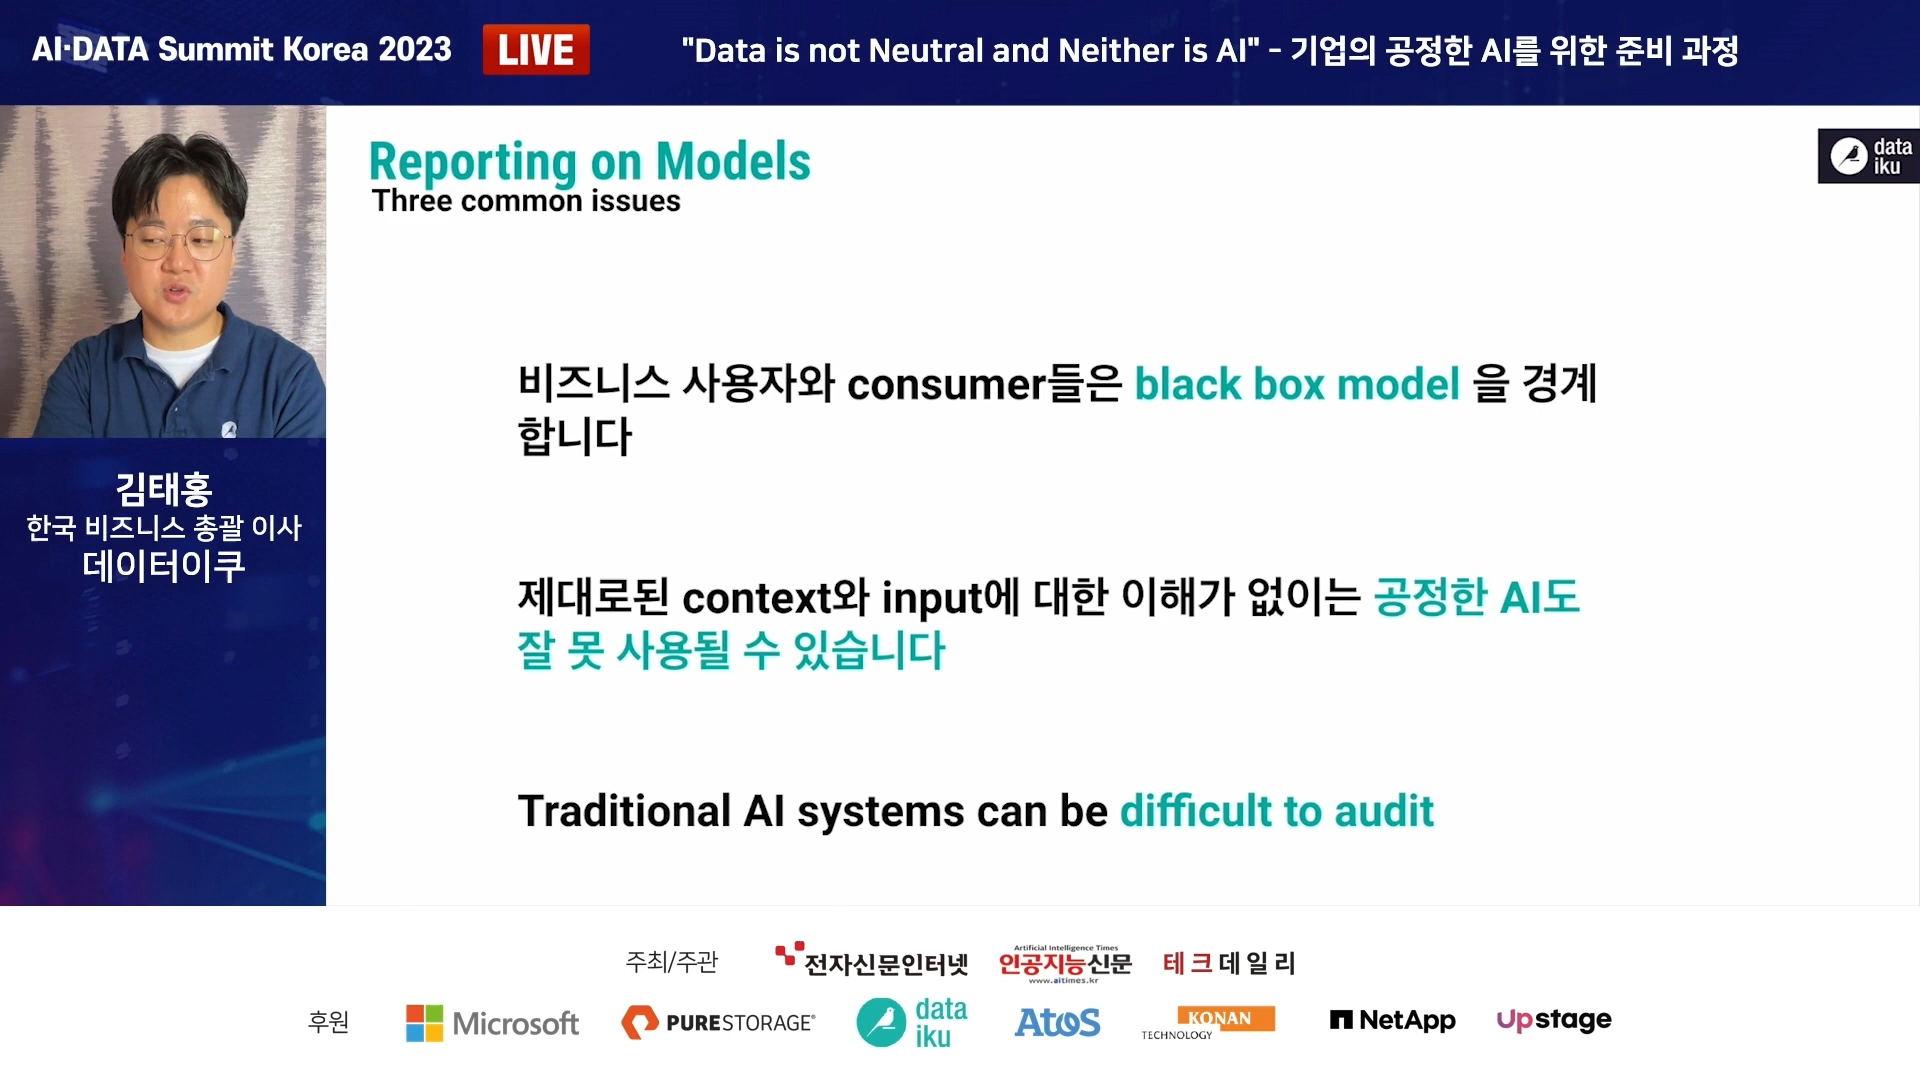 AI·DATA Summit Korea 2023 LIVE "Data is not Neutral and Neither is AI" - 기업의 공정한 AI를 위한 준비 과정
Reporting on Models
Three common issues
data
iku
비즈니스 사용자와 consumer들은 black box model 을 경계
합니다
제대로된 context와 input에 대한 이해가 없이는 공정한 AI도
잘 못 사용될 수 있습니다
Traditional AI systems can be difficult to audit
김태홍
한국 비즈니스 총괄 이사
데이터이쿠
주최/주관 전자신문인터넷 Artificial Intelligence Times 인공지능신문 www.aitimes.kr 테크데일리
후원 Microsoft PURESTORAGE® data iku Atos KONAN TECHNOLOGY NetApp Upstage